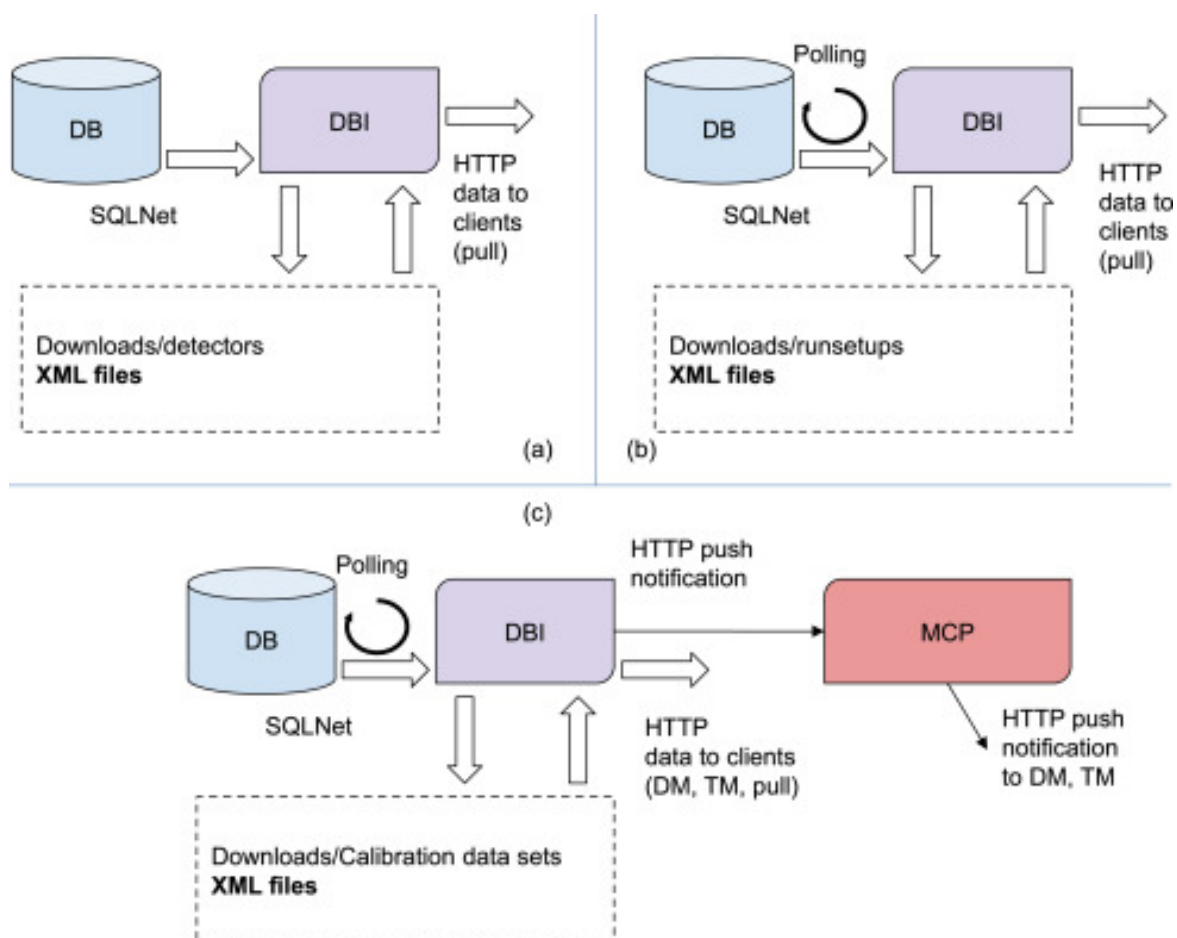 DB
DBI
SQLNet
HTTP
data to
clients
(pull)
Downloads/detectors
XML files
(a)
Polling
DB
DBI
SQLNet
HTTP
data to
clients
(pull)
Downloads/runsetups
XML files
(b)
(c)
Polling
DB
DBI
SQLNet
HTTP push
notification
MCP
HTTP
data to clients
(DM, TM, pull)
HTTP push
notification
to DM, TM
Downloads/Calibration data sets
XML files